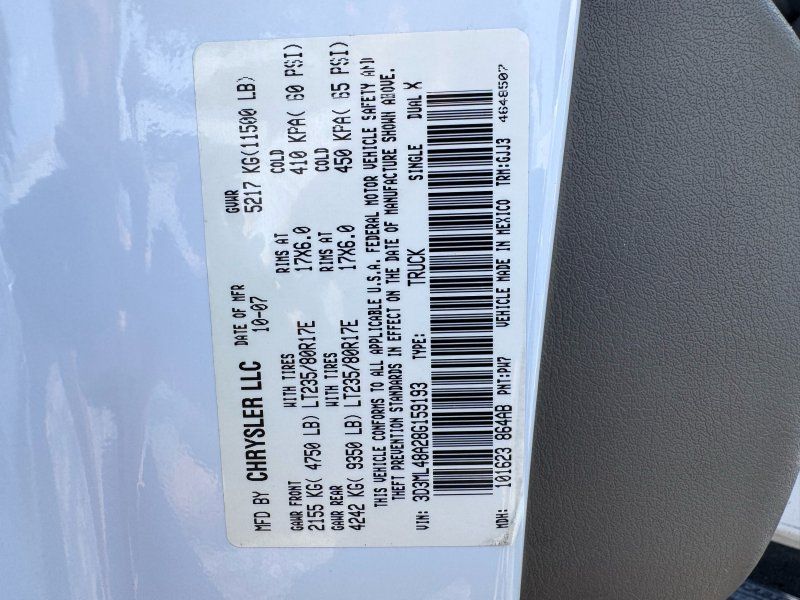 MFD BY CHRYSLER LLC DATE OF MFR GVWR
10-07 5217 KG(11500 LB)
GAWR FRONT WITH TIRES RIMS AT COLD
2155 KG( 4750 LB) LT235/80R17E 17X6.0 410 KPA( 60 PSI)
GAWR REAR WITH TIRES RIMS AT COLD
4242 KG( 9350 LB) LT235/80R17E 17X6.0 450 KPA( 65 PSI)
THIS VEHICLE CONFORMS TO ALL APPLICABLE U.S.A. FEDERAL MOTOR VEHICLE SAFETY AND
THEFT PREVENTION STANDARDS IN EFFECT ON THE DATE OF MANUFACTURE SHOWN ABOVE.
VIN: 3D3ML48A28G159193 TYPE: TRUCK SINGLE DUAL X
MDH: 101623 864AB PNT:PW7 VEHICLE MADE IN MEXICO TRM:GJJ3 4648507